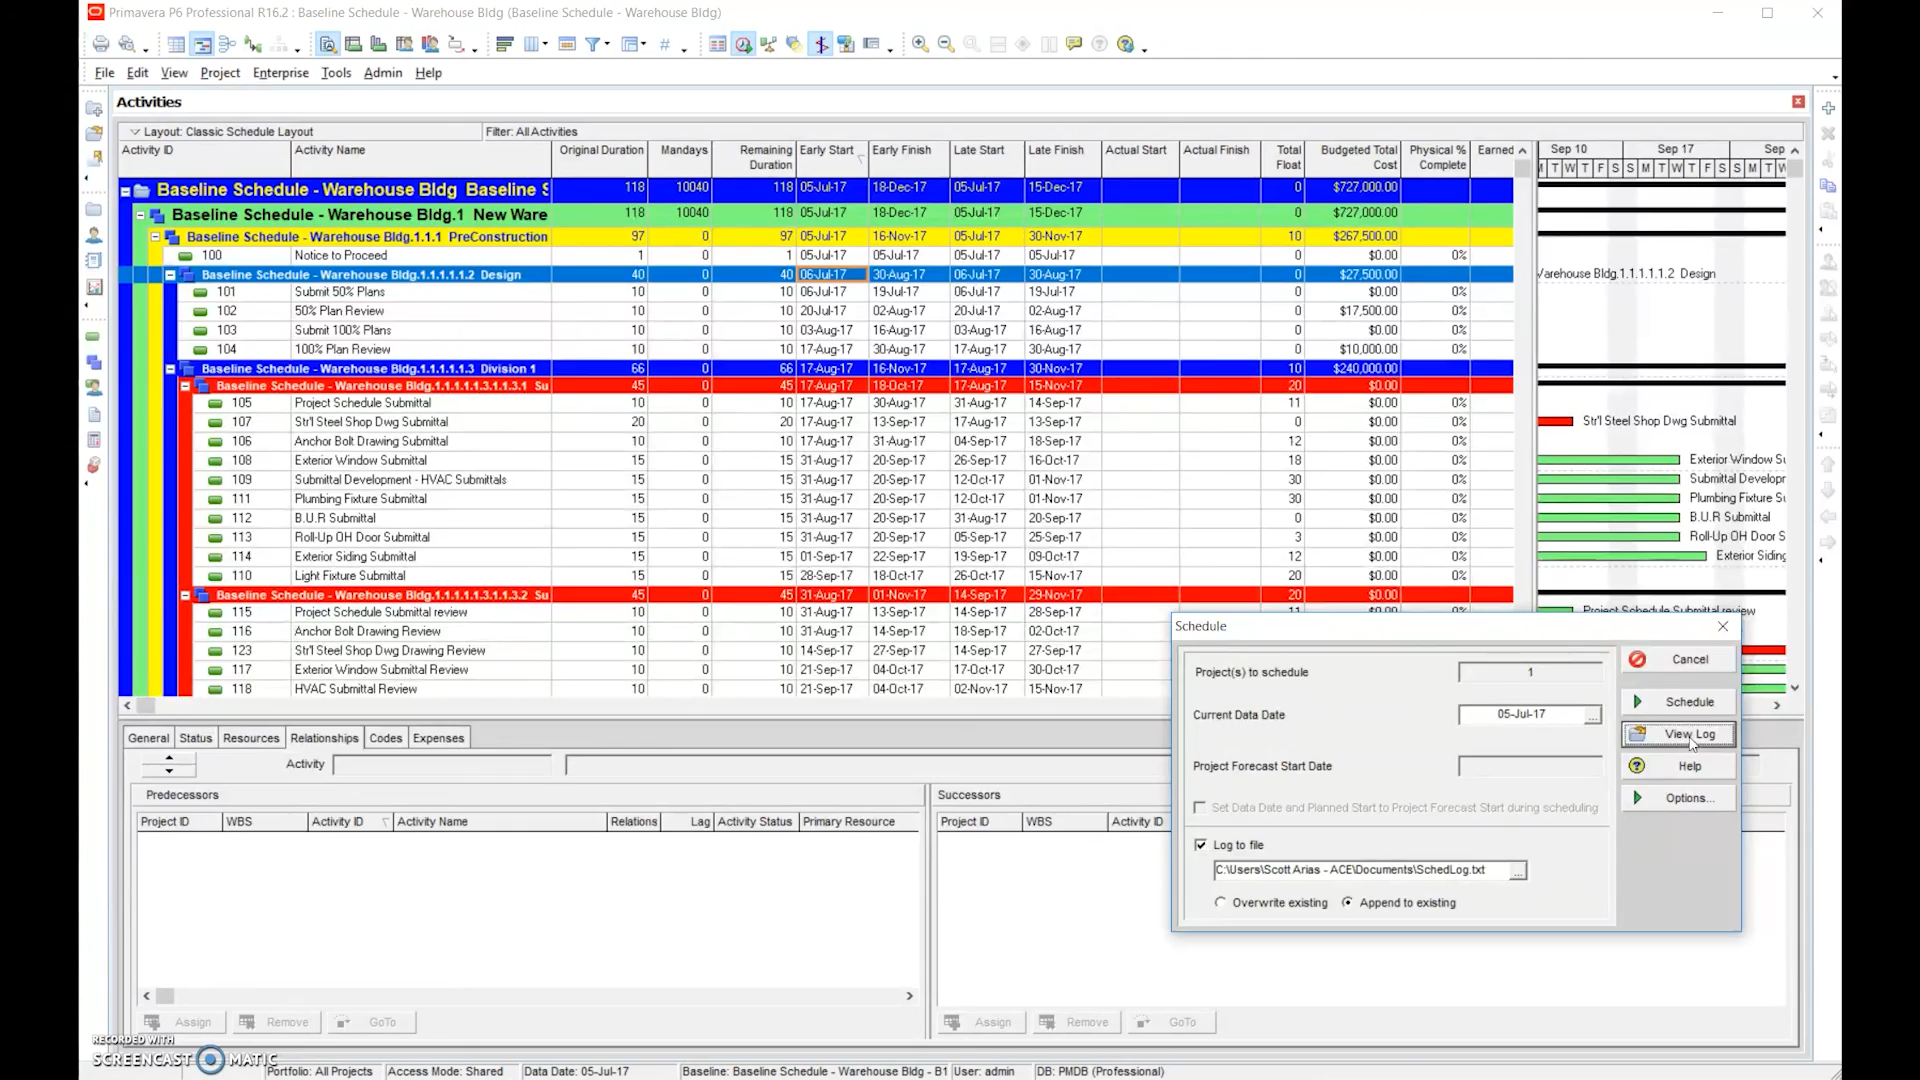 Primavera P6 Professional R16.2 : Baseline Schedule - Warehouse Bldg (Baseline Schedule - Warehouse Bldg)
File Edit View Project Enterprise Tools Admin Help
Activities
Layout: Classic Schedule Layout Filter: All Activities
Activity ID Activity Name Original Duration Mandays Remaining Duration Early Start Early Finish Late Start Late Finish Actual Start Actual Finish Total Float Budgeted Total Cost Physical % Complete Earned Sep 10 Sep 17 Sep
T W T F S S M T W T F S S M T W
Baseline Schedule - Warehouse Bldg Baseline S 118 10040 118 05-Jul-17 18-Dec-17 05-Jul-17 15-Dec-17 0 $727,000.00
Baseline Schedule - Warehouse Bldg.1 New Ware 118 10040 118 05-Jul-17 18-Dec-17 05-Jul-17 15-Dec-17 0 $727,000.00
Baseline Schedule - Warehouse Bldg.1.1.1 PreConstruction 97 0 97 05-Jul-17 16-Nov-17 05-Jul-17 30-Nov-17 10 $267,500.00
100 Notice to Proceed 1 0 1 05-Jul-17 05-Jul-17 05-Jul-17 05-Jul-17 0 $0.00 0%
Baseline Schedule - Warehouse Bldg.1.1.1.1.1.2 Design 40 0 40 06-Jul-17 30-Aug-17 06-Jul-17 30-Aug-17 0 $27,500.00 Warehouse Bldg.1.1.1.1.1.2 Design
101 Submit 50% Plans 10 0 10 06-Jul-17 19-Jul-17 06-Jul-17 19-Jul-17 0 $0.00 0%
102 50% Plan Review 10 0 10 20-Jul-17 02-Aug-17 20-Jul-17 02-Aug-17 0 $17,500.00 0%
103 Submit 100% Plans 10 0 10 03-Aug-17 16-Aug-17 03-Aug-17 16-Aug-17 0 $0.00 0%
104 100% Plan Review 10 0 10 17-Aug-17 30-Aug-17 17-Aug-17 30-Aug-17 0 $10,000.00 0%
Baseline Schedule - Warehouse Bldg.1.1.1.1.1.3 Division 1 66 0 66 17-Aug-17 16-Nov-17 17-Aug-17 30-Nov-17 10 $240,000.00
Baseline Schedule - Warehouse Bldg.1.1.1.1.1.3.1.1.3.1 Su 45 0 45 17-Aug-17 18-Oct-17 17-Aug-17 15-Nov-17 20 $0.00
105 Project Schedule Submittal 10 0 10 17-Aug-17 30-Aug-17 31-Aug-17 14-Sep-17 11 $0.00 0%
107 Str'l Steel Shop Dwg Submittal 20 0 20 17-Aug-17 13-Sep-17 17-Aug-17 13-Sep-17 0 $0.00 0% Str'l Steel Shop Dwg Submittal
106 Anchor Bolt Drawing Submittal 10 0 10 17-Aug-17 31-Aug-17 04-Sep-17 18-Sep-17 12 $0.00 0%
108 Exterior Window Submittal 15 0 15 31-Aug-17 20-Sep-17 26-Sep-17 16-Oct-17 18 $0.00 0% Exterior Window Su
109 Submittal Development - HVAC Submittals 15 0 15 31-Aug-17 20-Sep-17 12-Oct-17 01-Nov-17 30 $0.00 0% Submittal Developr
111 Plumbing Fixture Submittal 15 0 15 31-Aug-17 20-Sep-17 12-Oct-17 01-Nov-17 30 $0.00 0% Plumbing Fixture Su
112 B.U.R Submittal 15 0 15 31-Aug-17 20-Sep-17 31-Aug-17 20-Sep-17 0 $0.00 0% B.U.R Submittal
113 Roll-Up OH Door Submittal 15 0 15 31-Aug-17 20-Sep-17 05-Sep-17 25-Sep-17 3 $0.00 0% Roll-Up OH Door S
114 Exterior Siding Submittal 15 0 15 01-Sep-17 22-Sep-17 19-Sep-17 09-Oct-17 12 $0.00 0% Exterior Siding
110 Light Fixture Submittal 15 0 15 28-Sep-17 18-Oct-17 26-Oct-17 15-Nov-17 20 $0.00 0%
Baseline Schedule - Warehouse Bldg.1.1.1.1.1.3.1.1.3.2 Su 45 0 45 31-Aug-17 01-Nov-17 14-Sep-17 29-Nov-17 20 $0.00
115 Project Schedule Submittal review 10 0 10 31-Aug-17 13-Sep-17 14-Sep-17 28-Sep-17 11 $0.00 0% Project Schedule Submittal review
116 Anchor Bolt Drawing Review 10 0 10 31-Aug-17 14-Sep-17 18-Sep-17 02-Oct-17
123 Str'l Steel Shop Dwg Drawing Review 10 0 10 14-Sep-17 27-Sep-17 14-Sep-17 27-Sep-17
117 Exterior Window Submittal Review 10 0 10 21-Sep-17 04-Oct-17 17-Oct-17 30-Oct-17
118 HVAC Submittal Review 10 0 10 21-Sep-17 04-Oct-17 02-Nov-17 15-Nov-17
Schedule
Project(s) to schedule 1
Cancel
Current Data Date 05-Jul-17 ...
Schedule
View Log
Project Forecast Start Date
Help
Set Data Date and Planned Start to Project Forecast Start during scheduling
Options...
Log to file
C:\Users\Scott Arias - ACE\Documents\SchedLog.txt ...
Overwrite existing Append to existing
General Status Resources Relationships Codes Expenses
Activity
Predecessors Successors
Project ID WBS Activity ID Activity Name Relations Lag Activity Status Primary Resource Project ID WBS Activity ID
Assign Remove GoTo Assign Remove GoTo
RECORDED WITH
SCREENCAST MATIC
Portfolio: All Projects Access Mode: Shared Data Date: 05-Jul-17 Baseline: Baseline Schedule - Warehouse Bldg - B1 User: admin DB: PMDB (Professional)